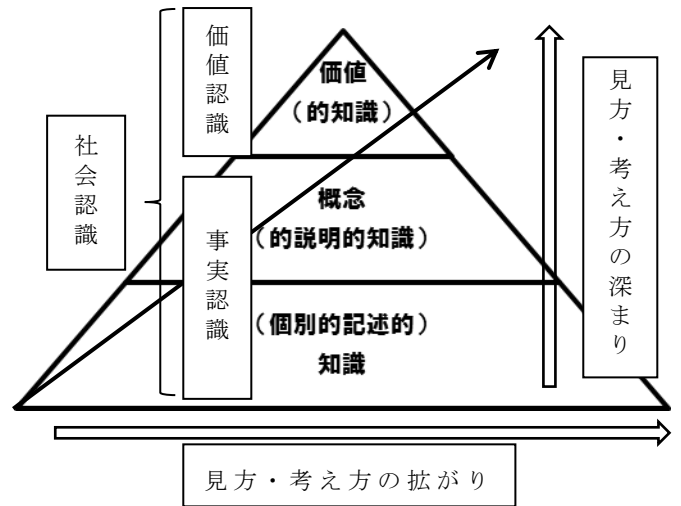 社会認識
価値認識
事実認識
価値
（的知識）
概念
（的説明的知識）
（個別的記述的）
知識
見方・考え方の深まり
見方・考え方の拡がり